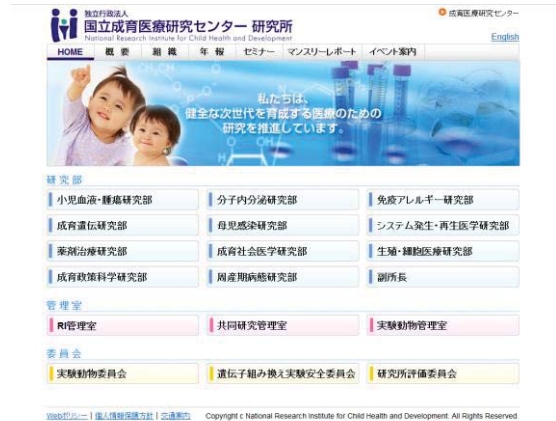 独立行政法人
国立成育医療研究センター 研究所
National Research Institute for Child Health and Development
成育医療研究センター
English
HOME 概 要 組 織 年 報 セミナー マンスリーレポート イベント案内
私たちは、
健全な次世代を育成する医療のための
研究を推進しています。
研究部
小児血液・腫瘍研究部 分子内分泌研究部 免疫アレルギー研究部
成育遺伝研究部 母児感染研究部 システム発生・再生医学研究部
薬剤治療研究部 成育社会医学研究部 生殖・細胞医療研究部
成育政策科学研究部 周産期病態研究部 副所長
管理室
RI管理室 共同研究管理室 実験動物管理室
委員会
実験動物委員会 遺伝子組み換え実験安全委員会 研究所評価委員会
Webポリシー | 個人情報保護方針 | 交通案内 Copyright c National Research Institute for Child Health and Development. All Rights Reserved.